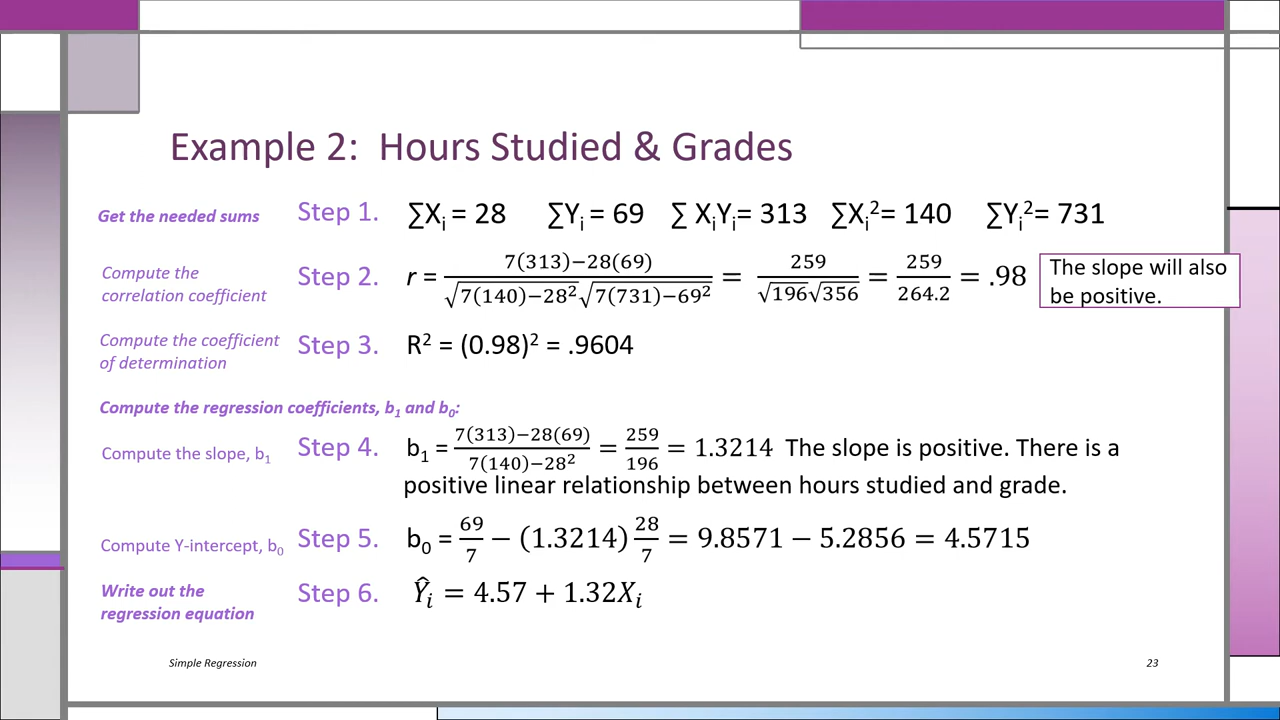 Example 2: Hours Studied & Grades
Get the needed sums Step 1. ∑Xᵢ = 28 ∑Yᵢ = 69 ∑ XᵢYᵢ= 313 ∑Xᵢ²= 140 ∑Yᵢ²= 731
Compute the correlation coefficient Step 2. r = (7(313)−28(69))/(√(7(140)−28²)√(7(731)−69²)) = 259/(√196√356) = 259/264.2 = .98 The slope will also be positive.
Compute the coefficient of determination Step 3. R² = (0.98)² = .9604
Compute the regression coefficients, b₁ and b₀:
Compute the slope, b₁ Step 4. b₁ = (7(313)−28(69))/(7(140)−28²) = 259/196 = 1.3214 The slope is positive. There is a
positive linear relationship between hours studied and grade.
Compute Y-intercept, b₀ Step 5. b₀ = 69/7 − (1.3214) 28/7 = 9.8571 − 5.2856 = 4.5715
Write out the regression equation Step 6. Ŷᵢ = 4.57 + 1.32Xᵢ
Simple Regression 23